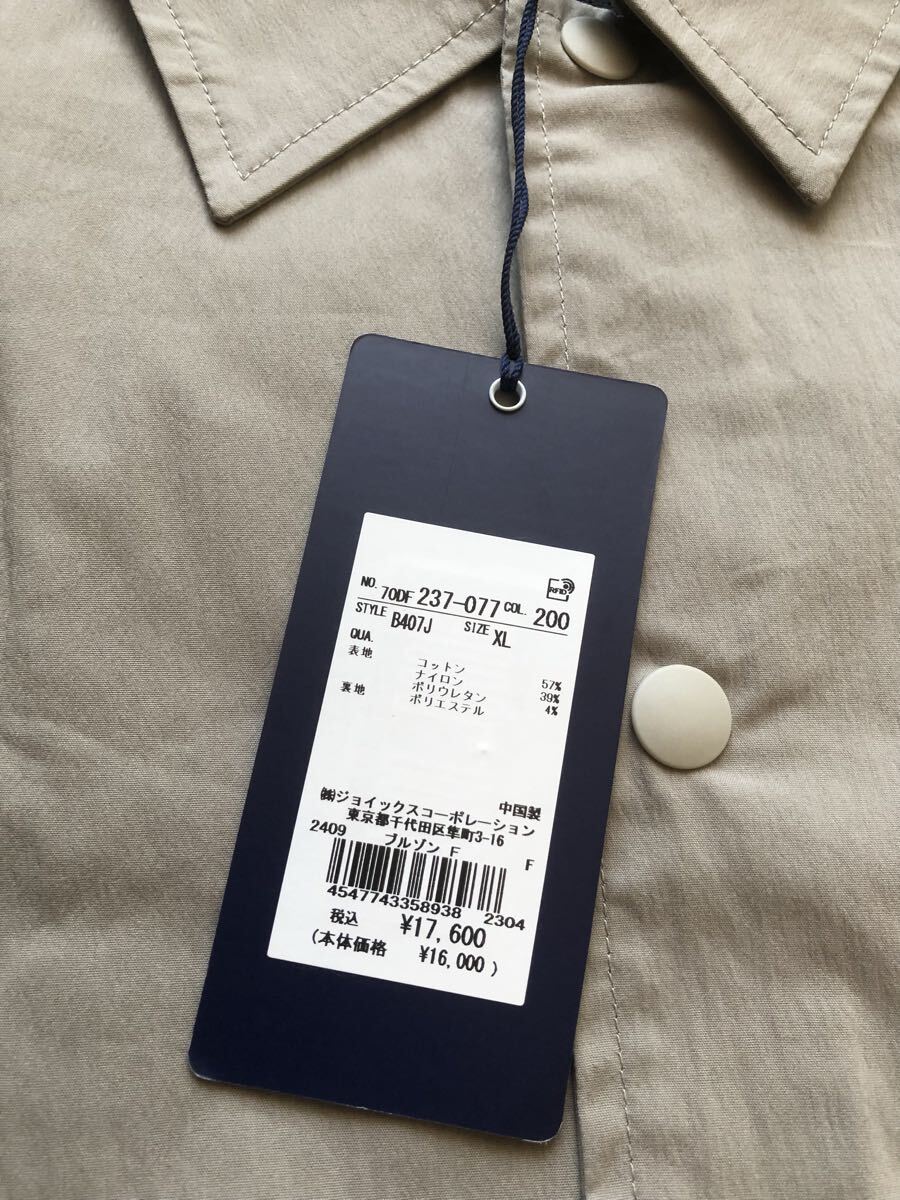 RFID
NO. 70DF 237-077 COL. 200
STYLE B407J SIZE XL
QUA.
表地 コットン 57%
ナイロン 39%
ポリウレタン 4%
裏地 ポリエステル
中国製
㈱ジョイックスコーポレーション
東京都千代田区隼町3-16
2409 ブルゾン F F
4547743358938 2304
税込 ¥17,600
(本体価格 ¥16,000 )